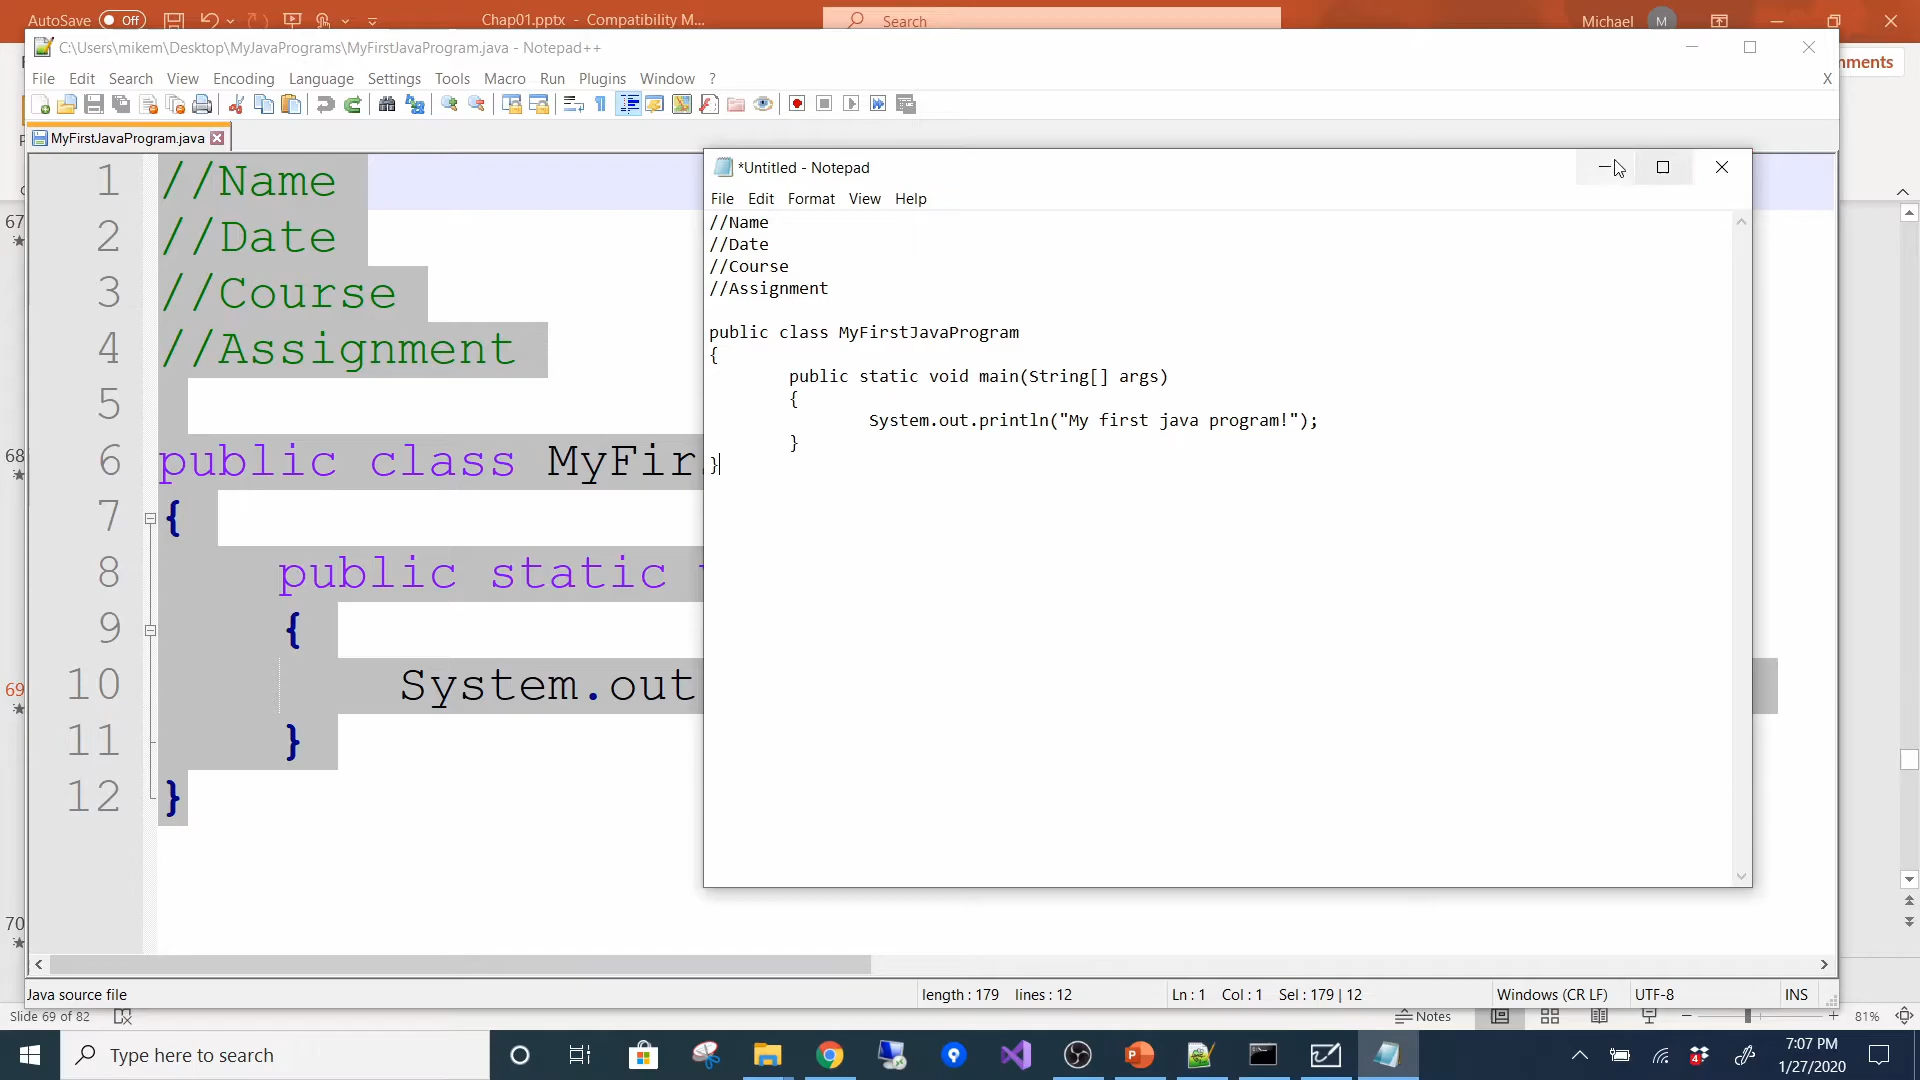 AutoSave Off Chap01.pptx - Compatibility M... Search Michael M
C:\Users\mikem\Desktop\MyJavaPrograms\MyFirstJavaProgram.java - Notepad++
File Edit Search View Encoding Language Settings Tools Macro Run Plugins Window ? X
mments
MyFirstJavaProgram.java
1 //Name
2 //Date
3 //Course
4 //Assignment
5
6 public class MyFir
7 {
8 public static
9 {
10 System.out
11 }
12 }
*Untitled - Notepad
File Edit Format View Help
//Name
//Date
//Course
//Assignment
public class MyFirstJavaProgram
{
public static void main(String[] args)
{
System.out.println("My first java program!");
}
}
67
68
69
70
Java source file length : 179 lines : 12 Ln : 1 Col : 1 Sel : 179 | 12 Windows (CR LF) UTF-8 INS
Slide 69 of 82 Notes 81%
Type here to search
4
7:07 PM
1/27/2020